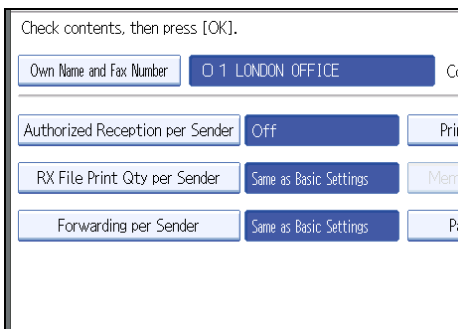 Check contents, then press [OK].
Own Name and Fax Number 01 LONDON OFFICE
Authorized Reception per Sender Off
RX File Print Qty per Sender Same as Basic Settings
Forwarding per Sender Same as Basic Settings